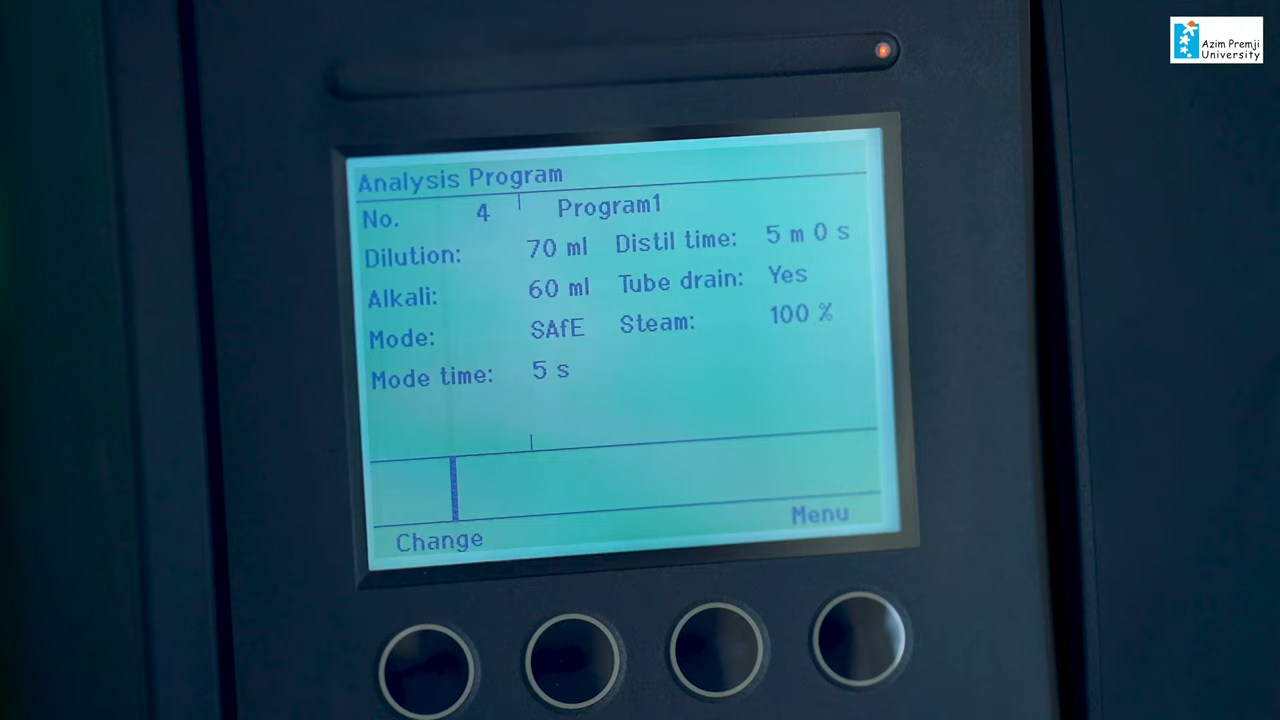 Azim Premji
University
Analysis Program
No. 4 Program1
Dilution: 70 ml Distil time: 5 m 0 s
Alkali: 60 ml Tube drain: Yes
Mode: SAfE Steam: 100 %
Mode time: 5 s
Change Menu